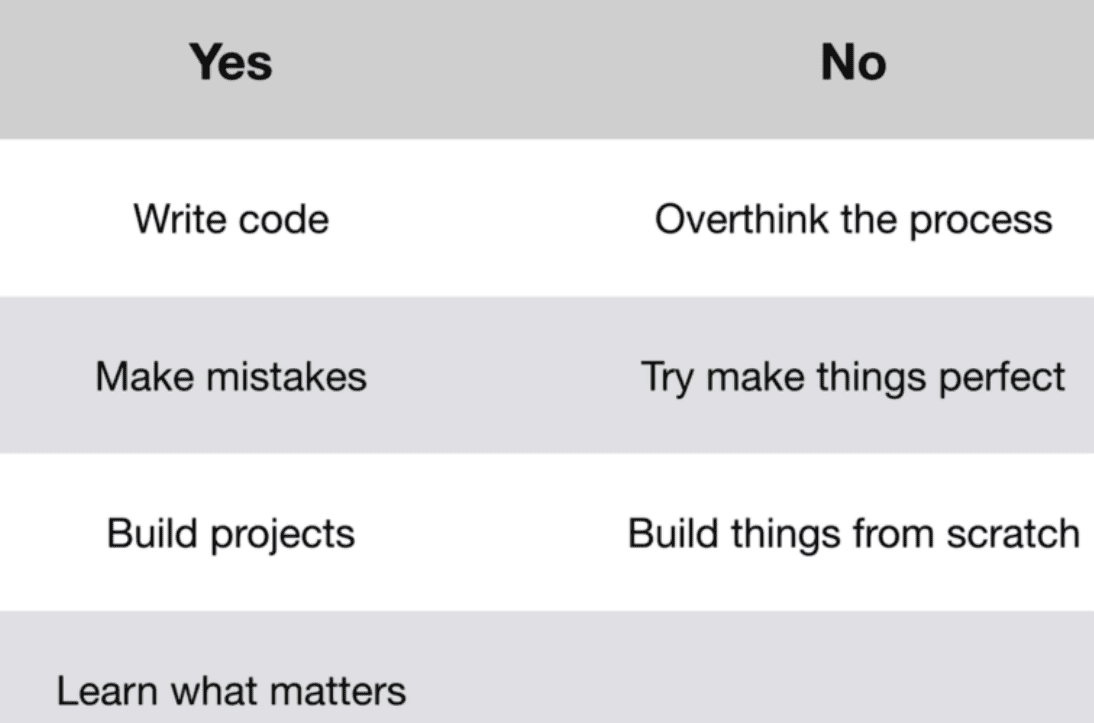 Yes No
Write code Overthink the process
Make mistakes Try make things perfect
Build projects Build things from scratch
Learn what matters